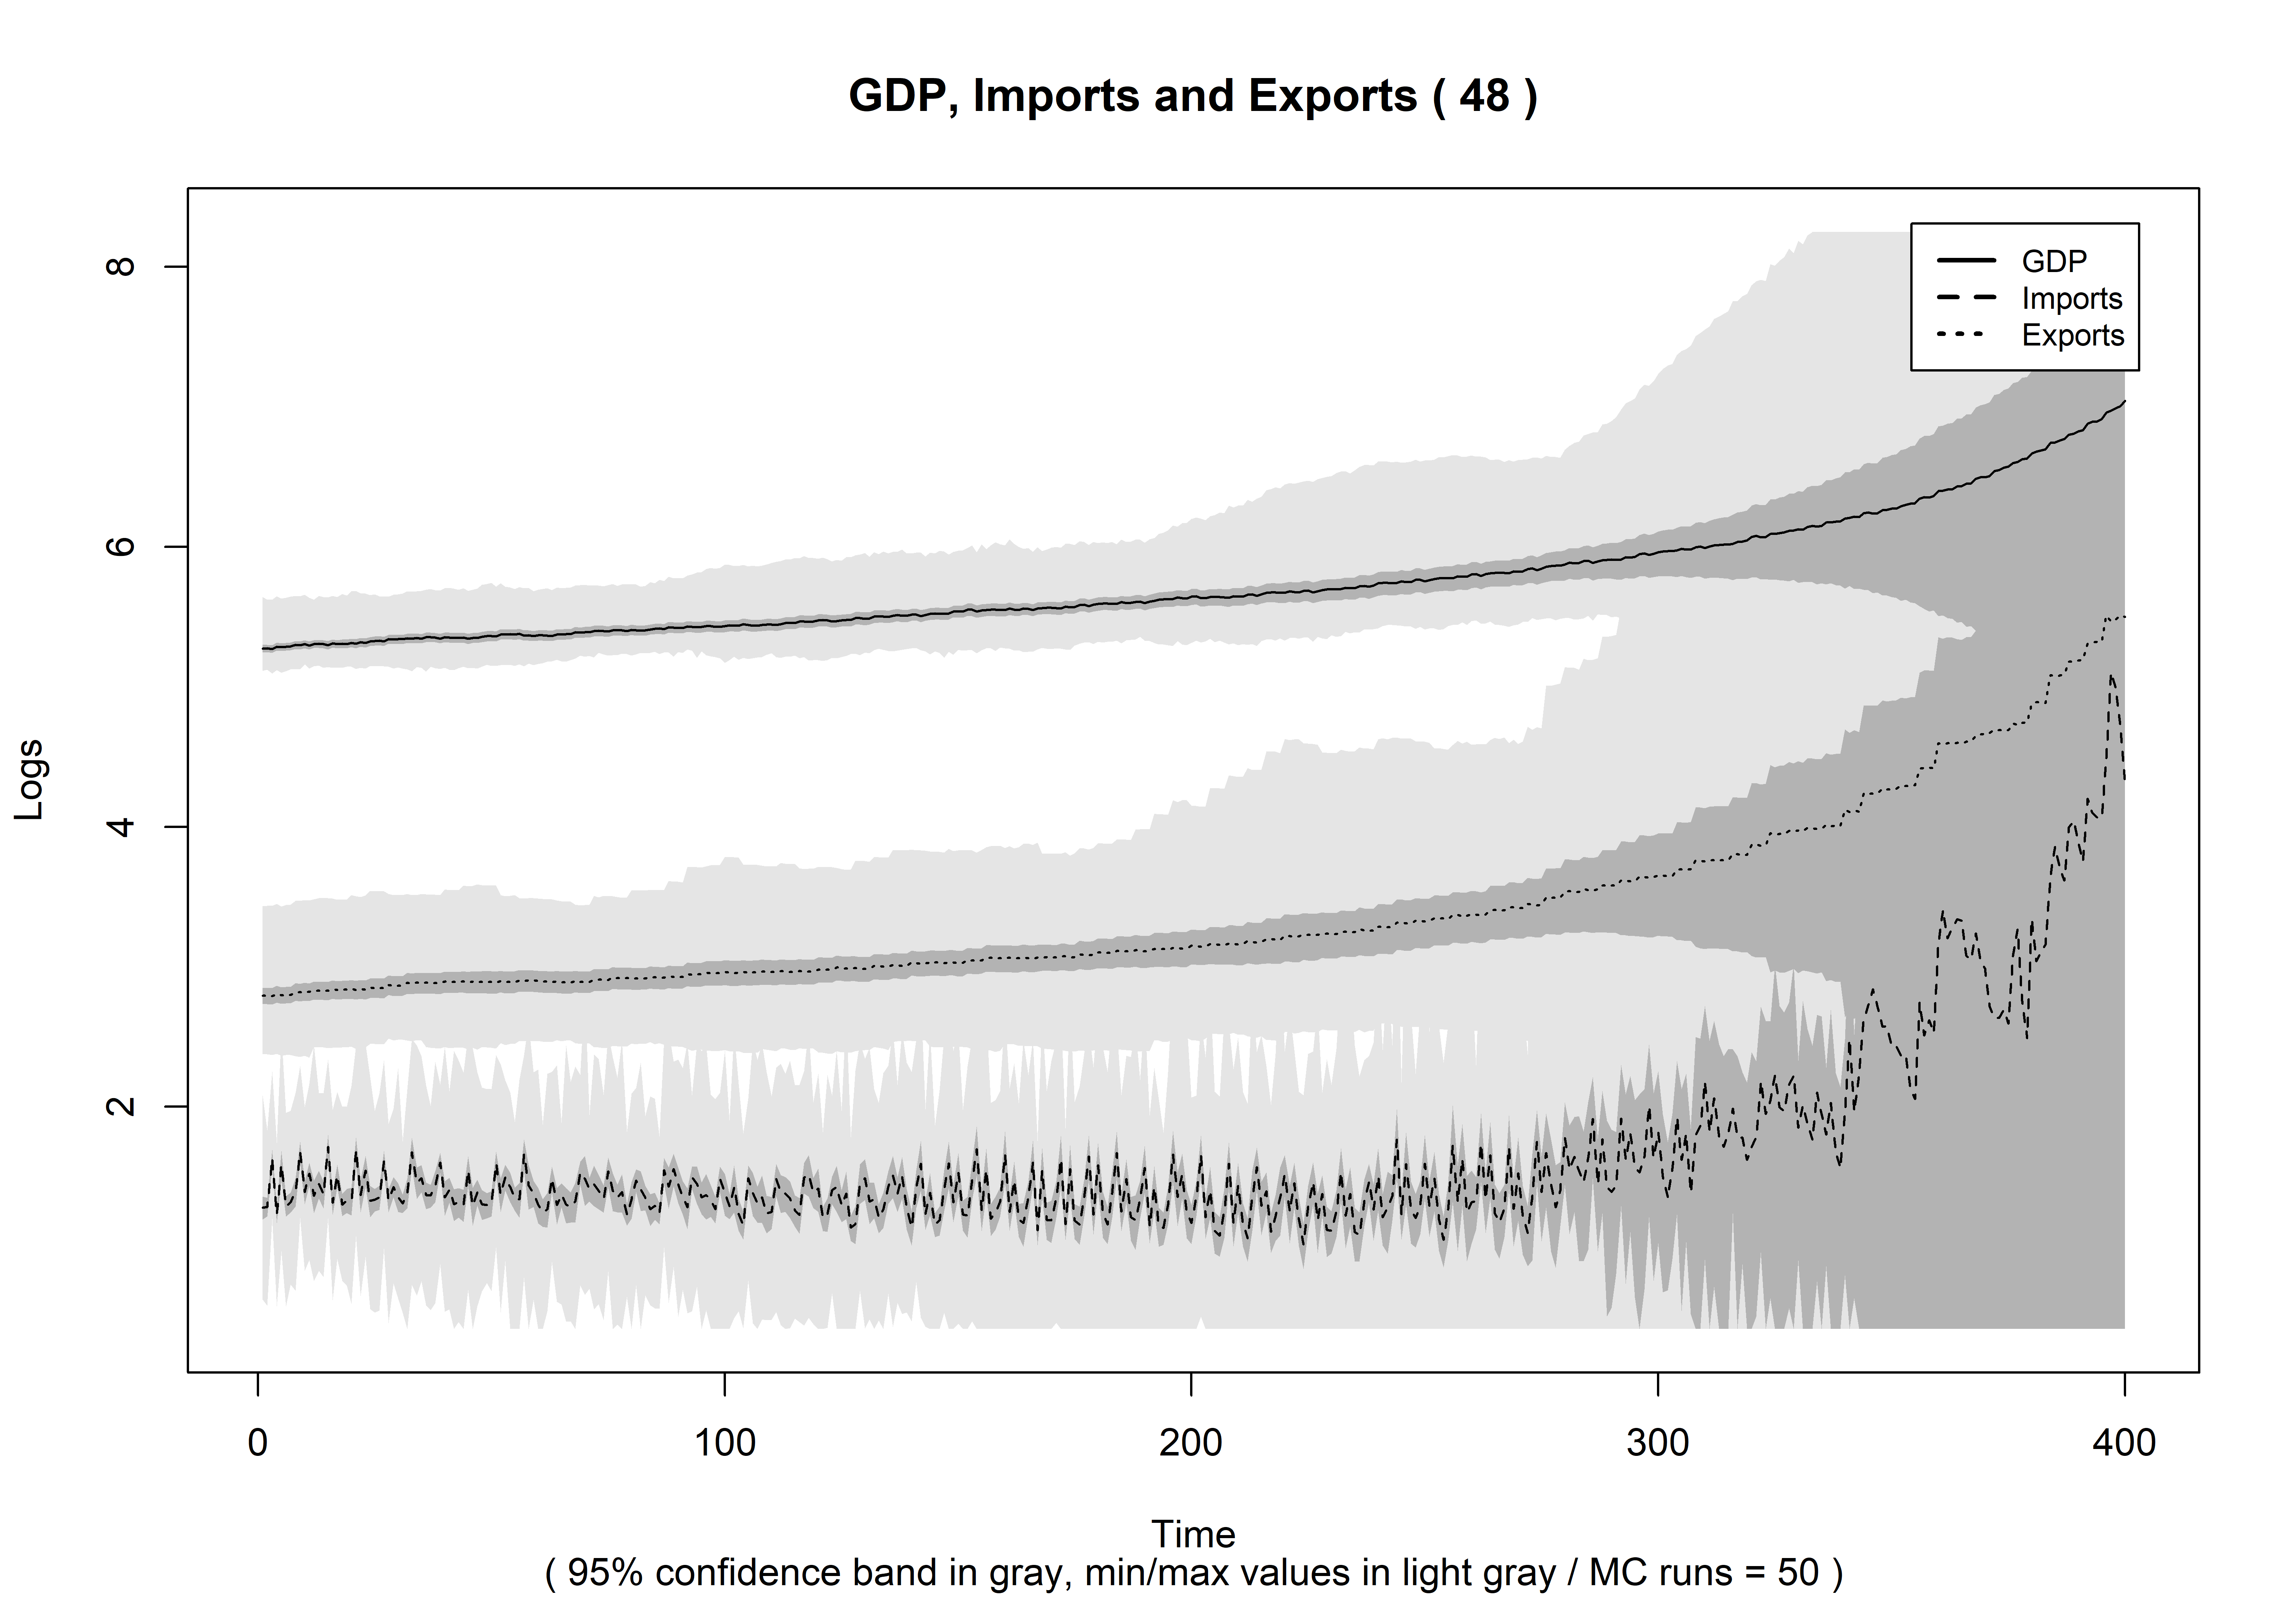 GDP, Imports and Exports ( 48 )
GDP
Imports
Exports
Logs
8
6
4
2
0
100
200
300
400
Time
( 95% confidence band in gray, min/max values in light gray / MC runs = 50 )